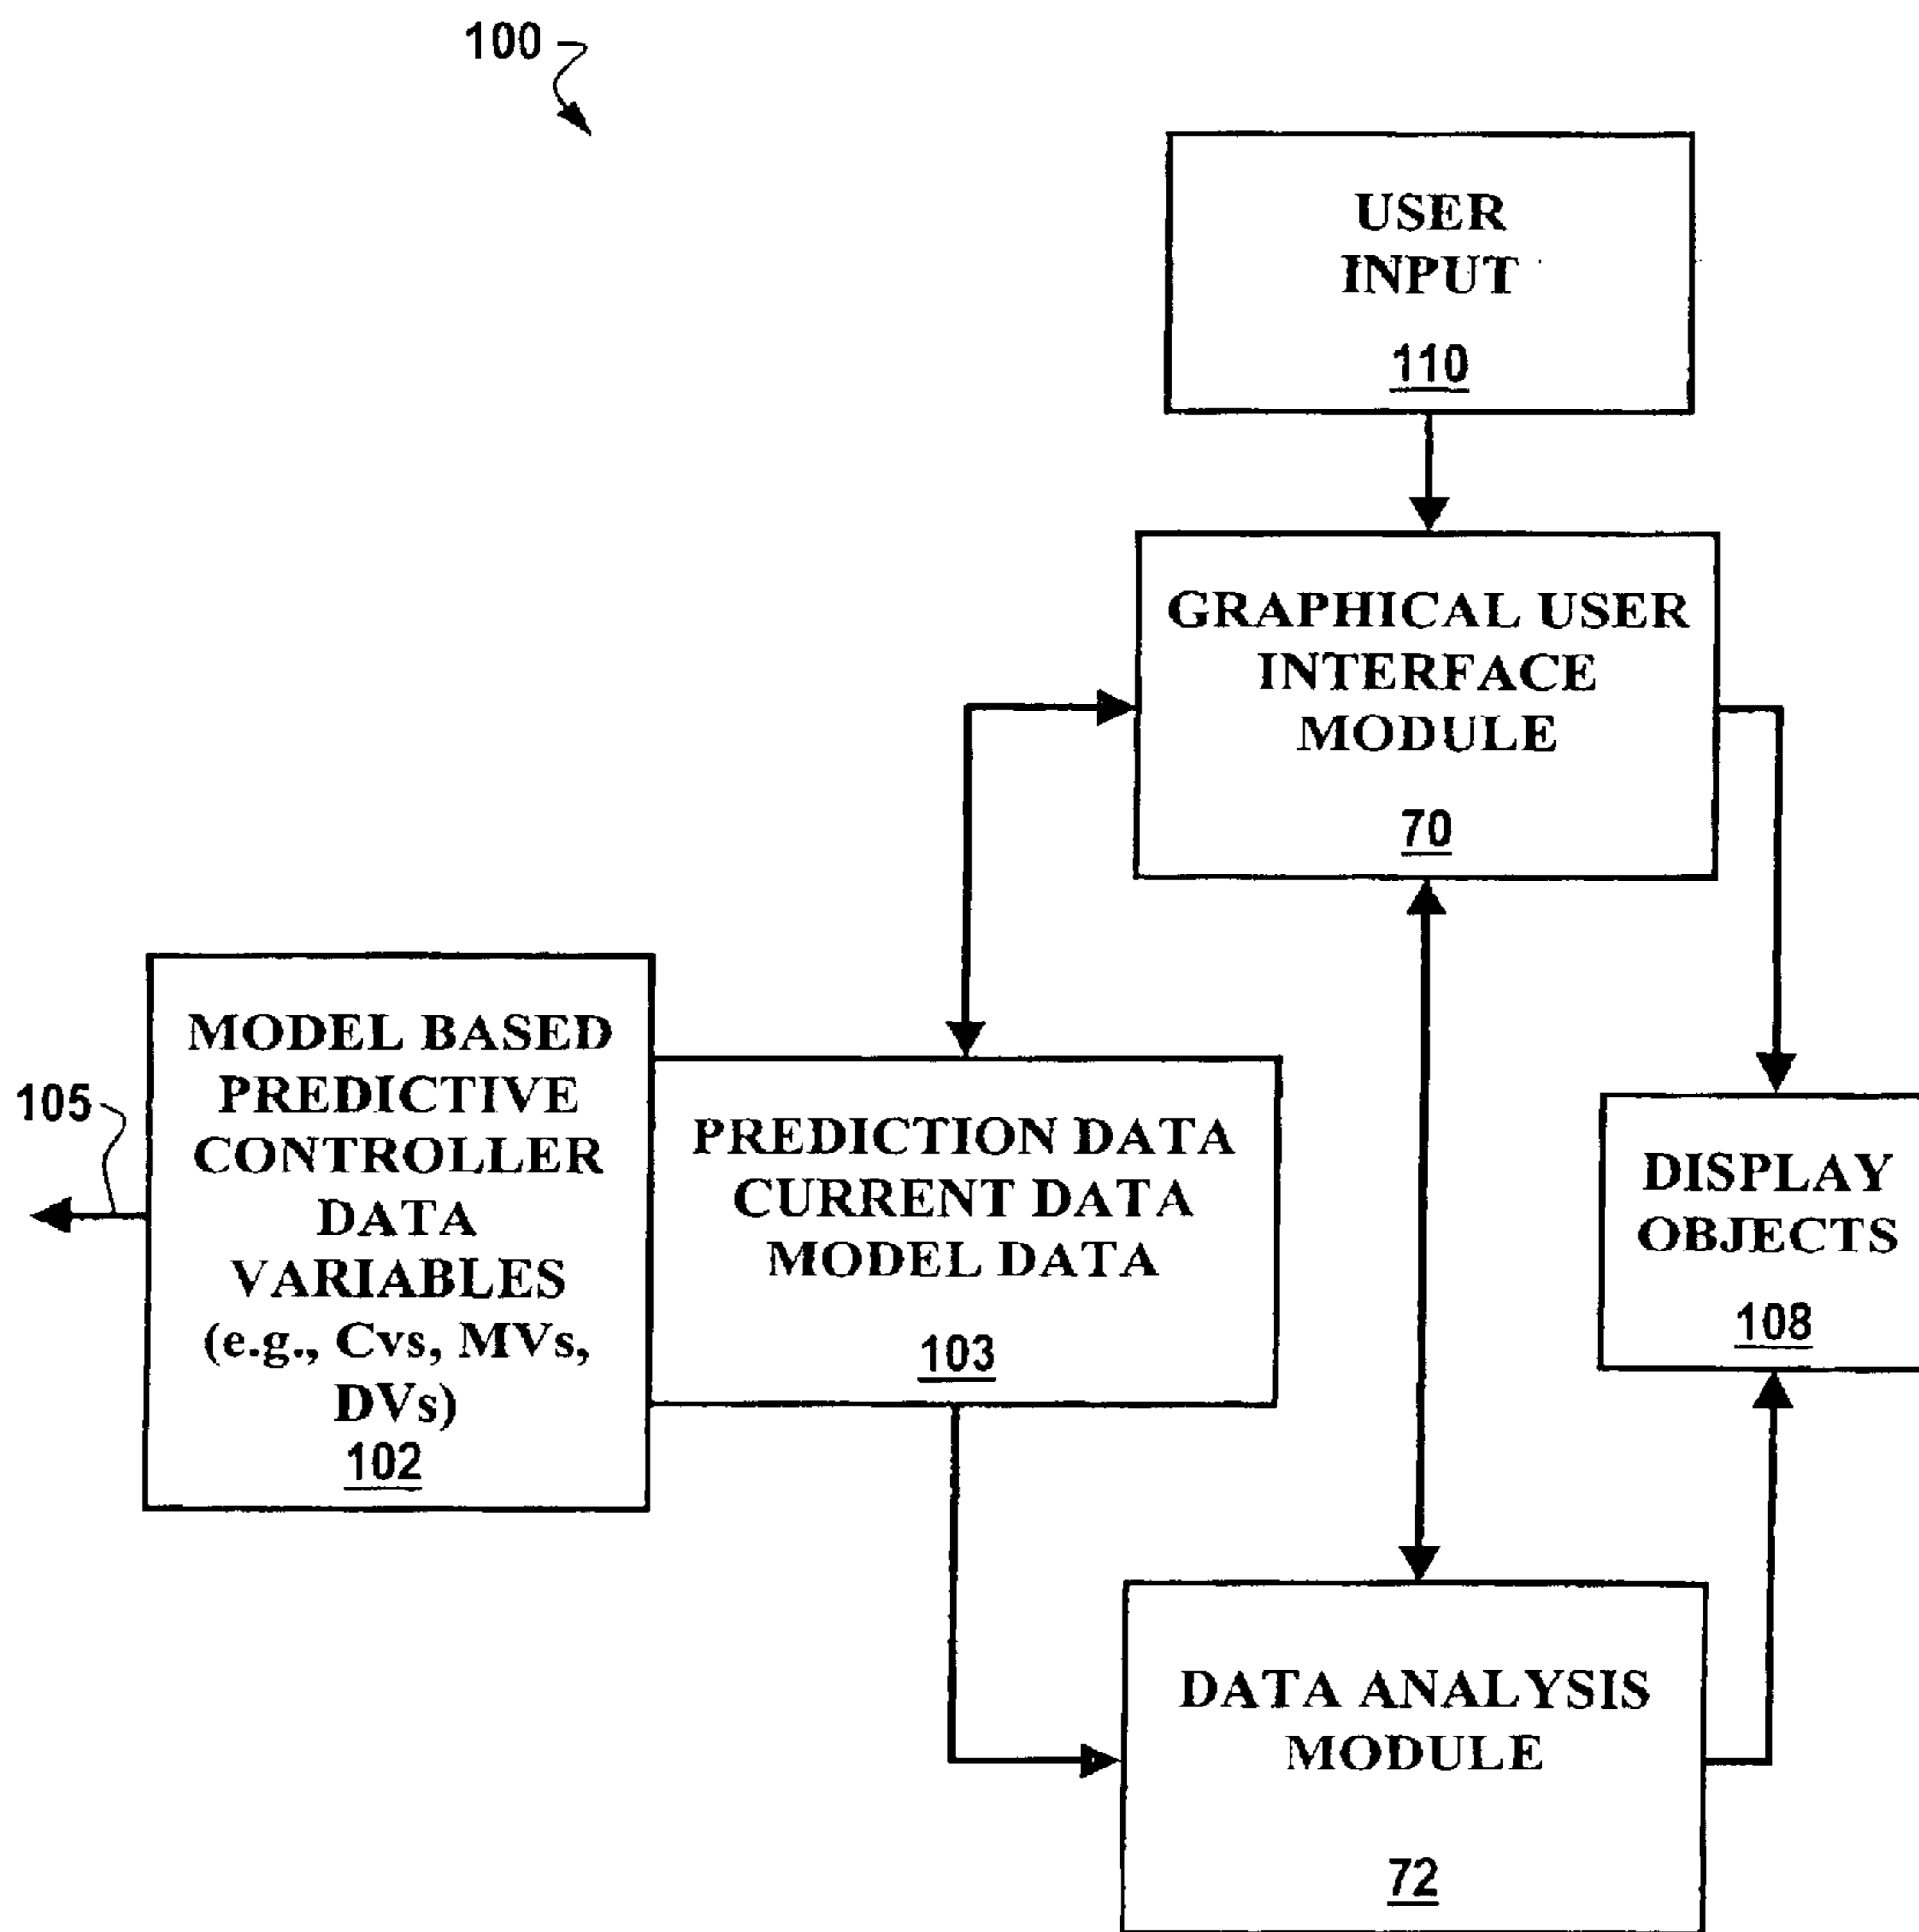 100
USER
INPUT
110
GRAPHICAL USER
INTERFACE
MODULE
70
MODEL BASED
PREDICTIVE
CONTROLLER
DATA
VARIABLES
(e.g., Cvs, MVs,
DVs)
102
105
PREDICTION DATA
CURRENT DATA
MODEL DATA
103
DISPLAY
OBJECTS
108
DATA ANALYSIS
MODULE
72